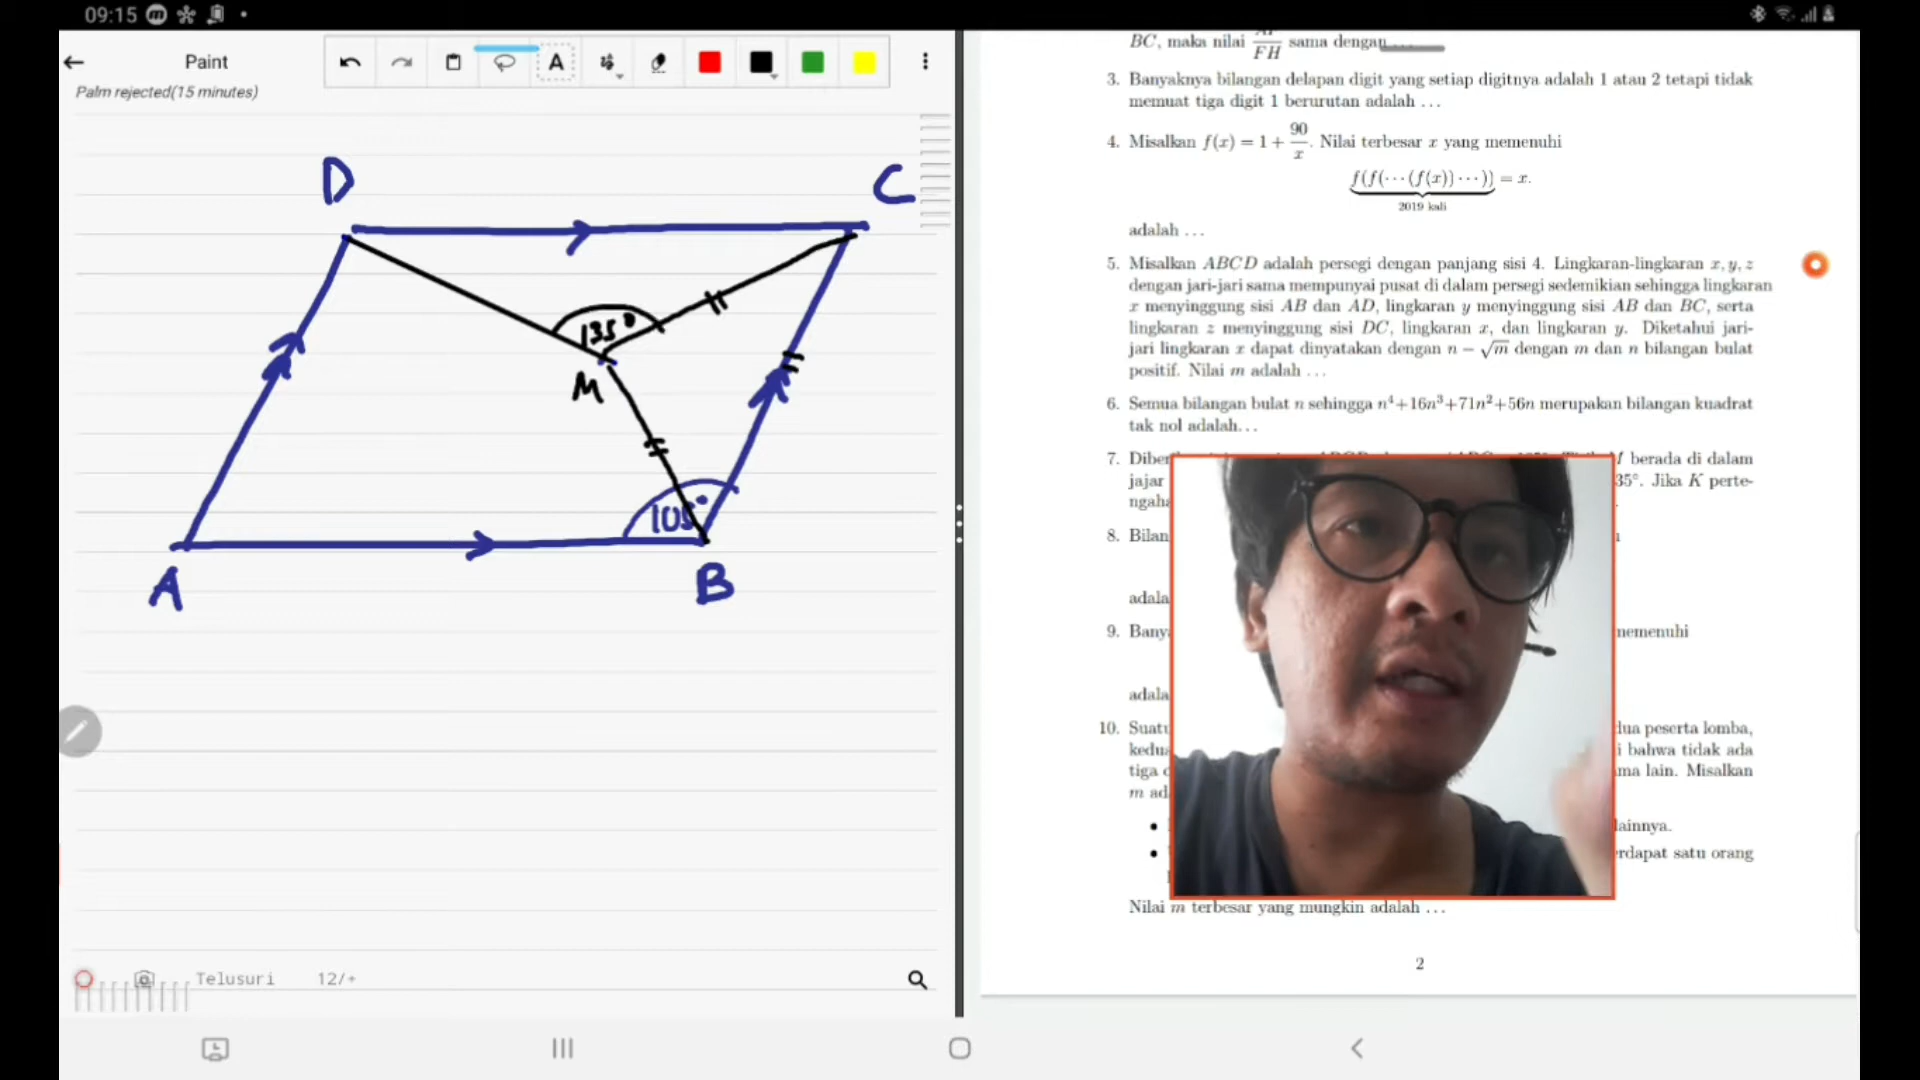 09:15
Paint
A
Palm rejected(15 minutes)
D
C
135°
M
105°
A
B
Telusuri 12/+
BC, maka nilai FH sama dengan ...
3. Banyaknya bilangan delapan digit yang setiap digitnya adalah 1 atau 2 tetapi tidak
memuat tiga digit 1 berurutan adalah ...
4. Misalkan f(x) = 1 + 90/x. Nilai terbesar x yang memenuhi
f(f(···(f(x))···)) = x.
2019 kali
adalah ...
5. Misalkan ABCD adalah persegi dengan panjang sisi 4. Lingkaran-lingkaran x, y, z
dengan jari-jari sama mempunyai pusat di dalam persegi sedemikian sehingga lingkaran
x menyinggung sisi AB dan AD, lingkaran y menyinggung sisi AB dan BC, serta
lingkaran z menyinggung sisi DC, lingkaran x, dan lingkaran y. Diketahui jari-
jari lingkaran x dapat dinyatakan dengan n − √m dengan m dan n bilangan bulat
positif. Nilai m adalah ...
6. Semua bilangan bulat n sehingga n⁴+16n³+71n²+56n merupakan bilangan kuadrat
tak nol adalah...
7. berada di dalam
jajar 35°. Jika K perte-
8. Bilan
adala
9. Bany memenuhi
adala
10. Suatu dua peserta lomba,
kedua i bahwa tidak ada
tiga ma lain. Misalkan
m ad
lainnya.
rdapat satu orang
Nilai m terbesar yang mungkin adalah ...
2